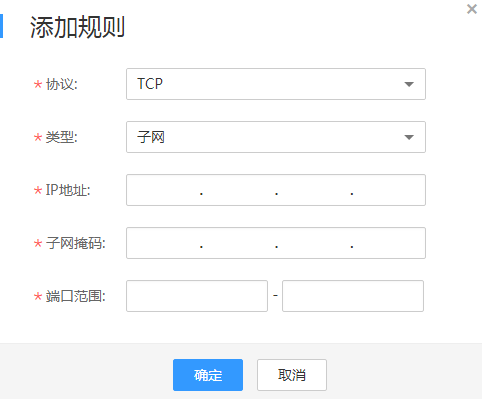 添加规则
* 协议: TCP
* 类型: 子网
* IP地址: . . .
* 子网掩码: . . .
* 端口范围: -
确定 取消